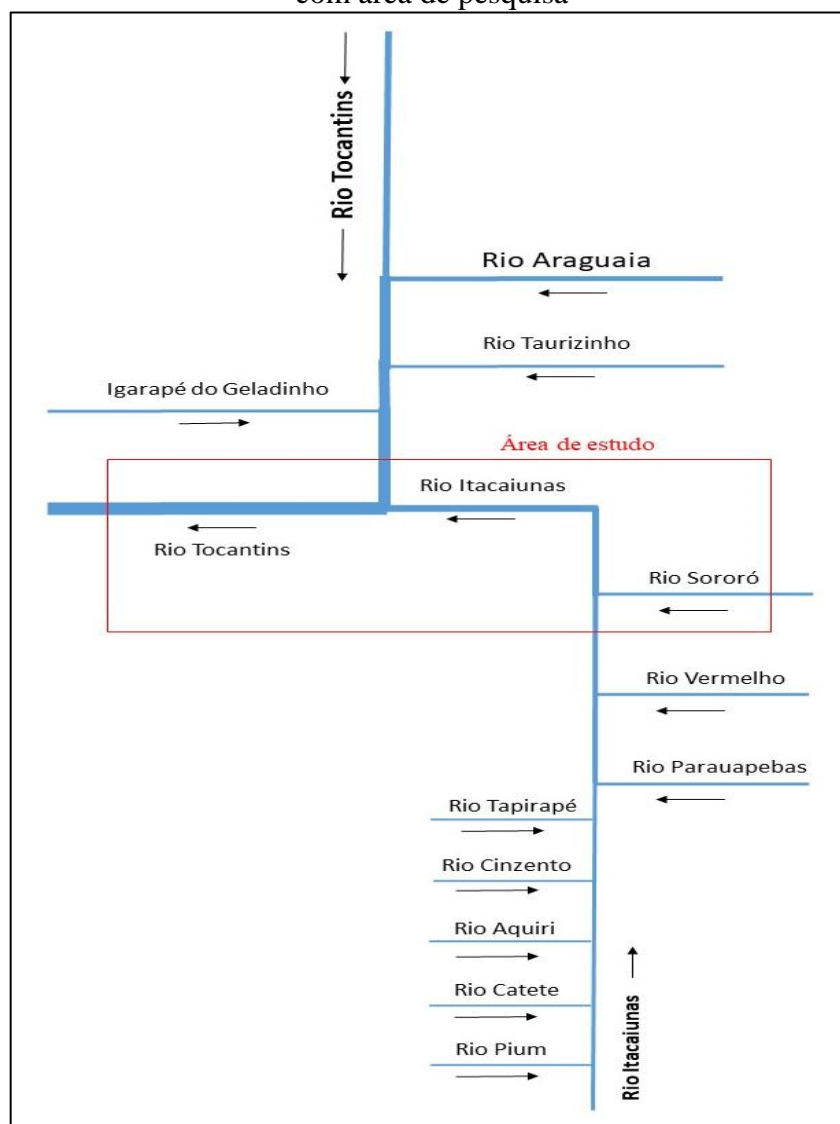 com área de pesquisa
Rio Tocantins
Rio Araguaia
Rio Taurizinho
Igarapé do Geladinho
Área de estudo
Rio Itacaiunas
Rio Tocantins
Rio Sororó
Rio Vermelho
Rio Parauapebas
Rio Tapirapé
Rio Cinzento
Rio Aquiri
Rio Catete
Rio Itacaiunas
Rio Pium